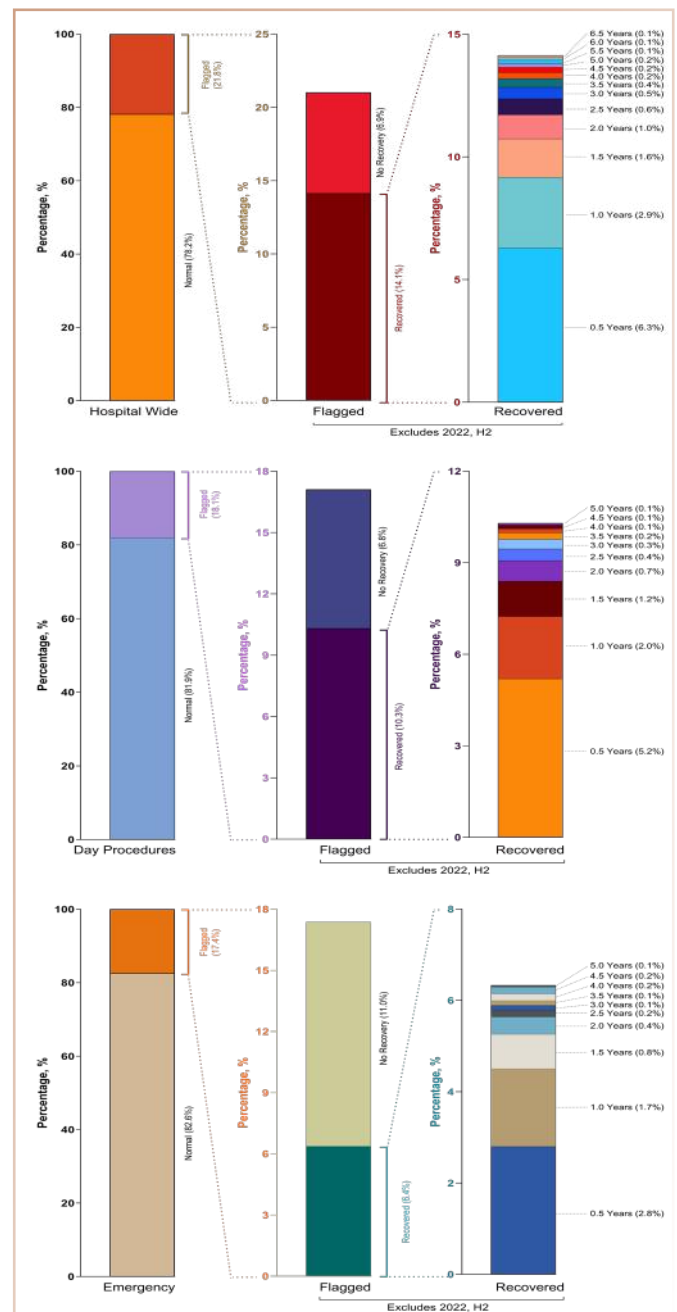 100
80
60
40
20
0
Percentage, %
Flagged
(21.8%)
Normal (78.2%)
Hospital Wide
25
20
15
10
5
0
Percentage, %
No Recovery (6.9%)
Recovered (14.1%)
Flagged
15
10
5
0
Percentage, %
6.5 Years (0.1%)
6.0 Years (0.1%)
5.5 Years (0.1%)
5.0 Years (0.2%)
4.5 Years (0.2%)
4.0 Years (0.2%)
3.5 Years (0.4%)
3.0 Years (0.5%)
2.5 Years (0.6%)
2.0 Years (1.0%)
1.5 Years (1.6%)
1.0 Years (2.9%)
0.5 Years (6.3%)
Recovered
Excludes 2022, H2
100
80
60
40
20
0
Percentage, %
Flagged
(18.1%)
Normal (81.9%)
Day Procedures
18
15
12
9
6
3
0
Percentage, %
No Recovery (6.8%)
Recovered (10.3%)
Flagged
12
9
6
3
0
Percentage, %
5.0 Years (0.1%)
4.5 Years (0.1%)
4.0 Years (0.1%)
3.5 Years (0.2%)
3.0 Years (0.3%)
2.5 Years (0.4%)
2.0 Years (0.7%)
1.5 Years (1.2%)
1.0 Years (2.0%)
0.5 Years (5.2%)
Recovered
Excludes 2022, H2
100
80
60
40
20
0
Percentage, %
Flagged
(17.4%)
Normal (82.6%)
Emergency
18
15
12
9
6
3
0
Percentage, %
No Recovery (11.0%)
Recovered (6.4%)
Flagged
8
6
4
2
0
Percentage, %
5.0 Years (0.1%)
4.5 Years (0.2%)
4.0 Years (0.2%)
3.5 Years (0.1%)
3.0 Years (0.1%)
2.5 Years (0.2%)
2.0 Years (0.4%)
1.5 Years (0.8%)
1.0 Years (1.7%)
0.5 Years (2.8%)
Recovered
Excludes 2022, H2